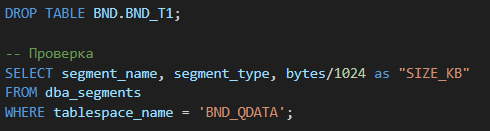 DROP TABLE BND.BND_T1;
-- Проверка
SELECT segment_name, segment_type, bytes/1024 as "SIZE_KB"
FROM dba_segments
WHERE tablespace_name = 'BND_QDATA';